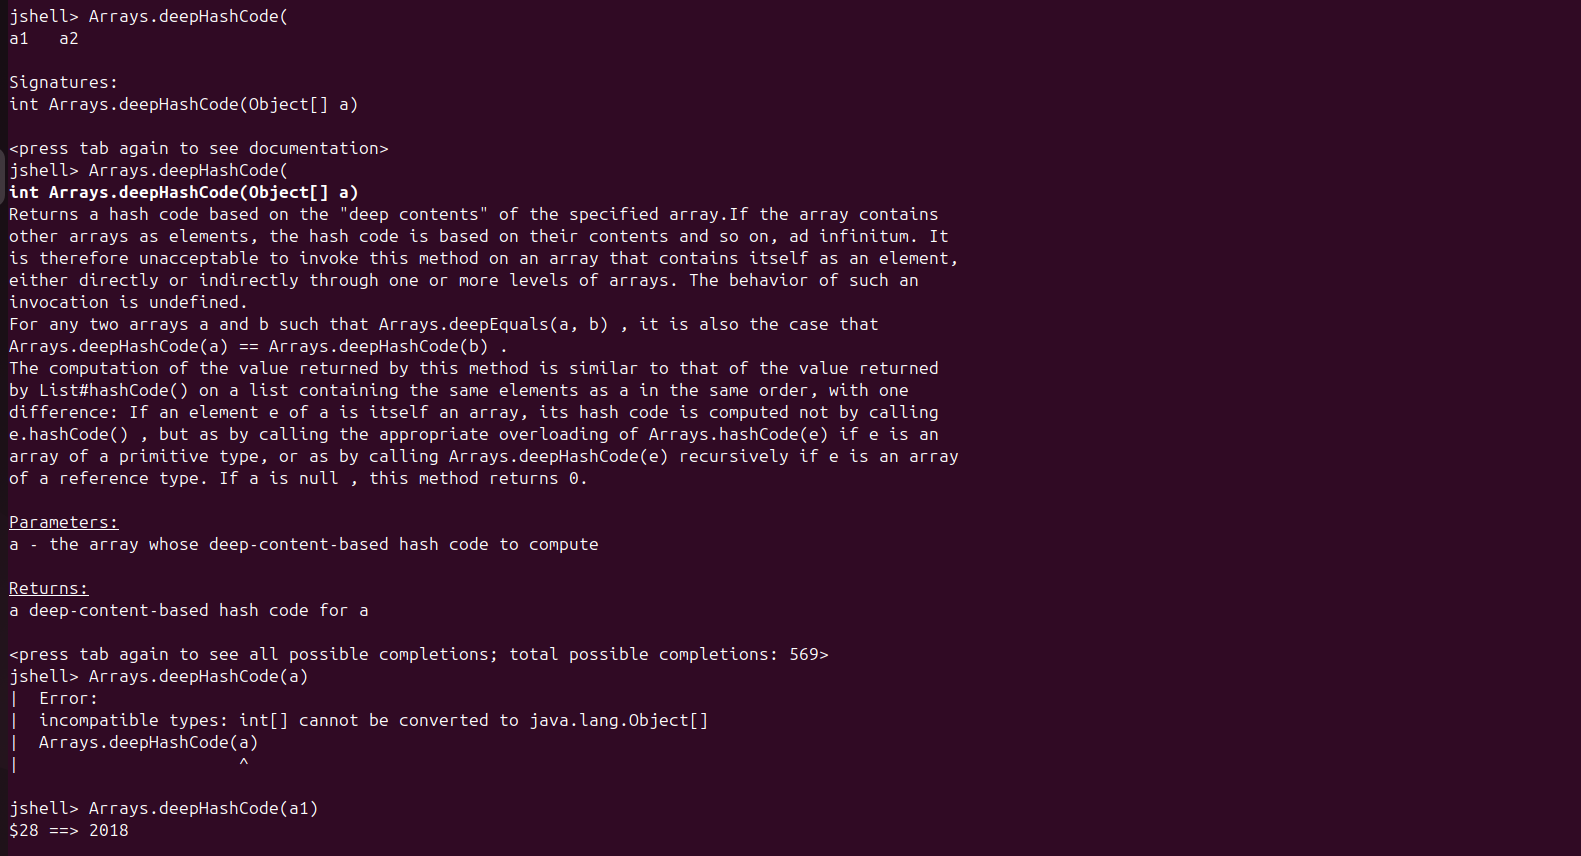 jshell> Arrays.deepHashCode(
a1   a2

Signatures:
int Arrays.deepHashCode(Object[] a)

<press tab again to see documentation>
jshell> Arrays.deepHashCode(
int Arrays.deepHashCode(Object[] a)
Returns a hash code based on the "deep contents" of the specified array.If the array contains
other arrays as elements, the hash code is based on their contents and so on, ad infinitum. It
is therefore unacceptable to invoke this method on an array that contains itself as an element,
either directly or indirectly through one or more levels of arrays. The behavior of such an
invocation is undefined.
For any two arrays a and b such that Arrays.deepEquals(a, b) , it is also the case that
Arrays.deepHashCode(a) == Arrays.deepHashCode(b) .
The computation of the value returned by this method is similar to that of the value returned
by List#hashCode() on a list containing the same elements as a in the same order, with one
difference: If an element e of a is itself an array, its hash code is computed not by calling
e.hashCode() , but as by calling the appropriate overloading of Arrays.hashCode(e) if e is an
array of a primitive type, or as by calling Arrays.deepHashCode(e) recursively if e is an array
of a reference type. If a is null , this method returns 0.

Parameters:
a - the array whose deep-content-based hash code to compute

Returns:
a deep-content-based hash code for a

<press tab again to see all possible completions; total possible completions: 569>
jshell> Arrays.deepHashCode(a)
|  Error:
|  incompatible types: int[] cannot be converted to java.lang.Object[]
|  Arrays.deepHashCode(a)
|                      ^

jshell> Arrays.deepHashCode(a1)
$28 ==> 2018